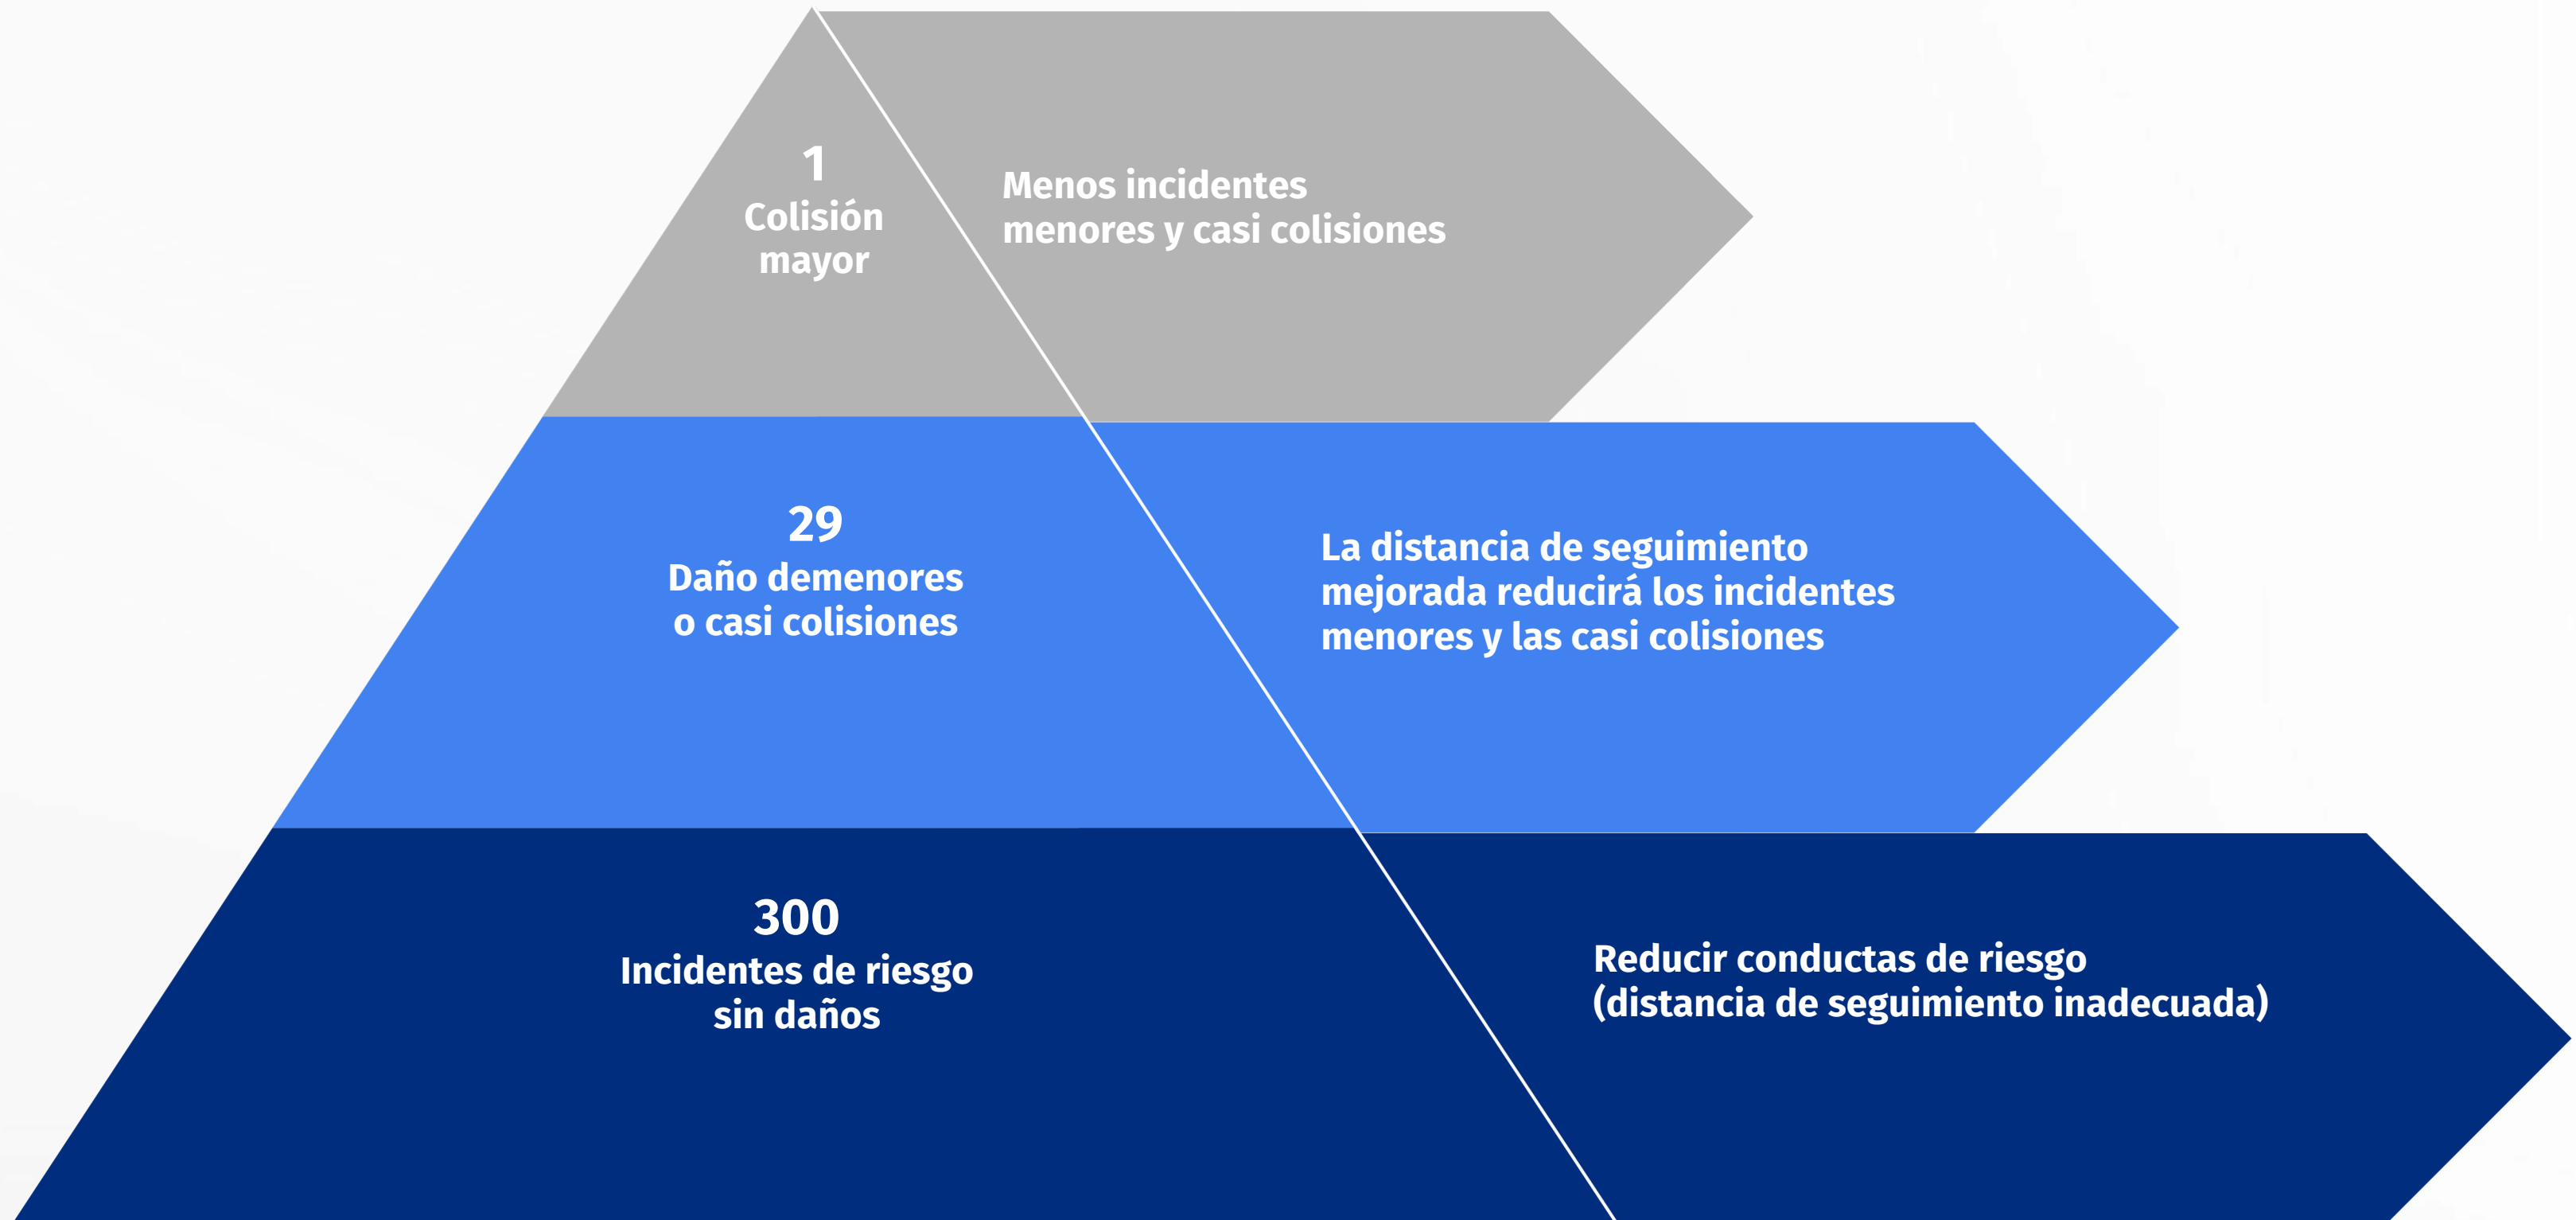 1
Colisión
mayor
Menos incidentes
menores y casi colisiones
29
Daño demenores
o casi colisiones
La distancia de seguimiento
mejorada reducirá los incidentes
menores y las casi colisiones
300
Incidentes de riesgo
sin daños
Reducir conductas de riesgo
(distancia de seguimiento inadecuada)